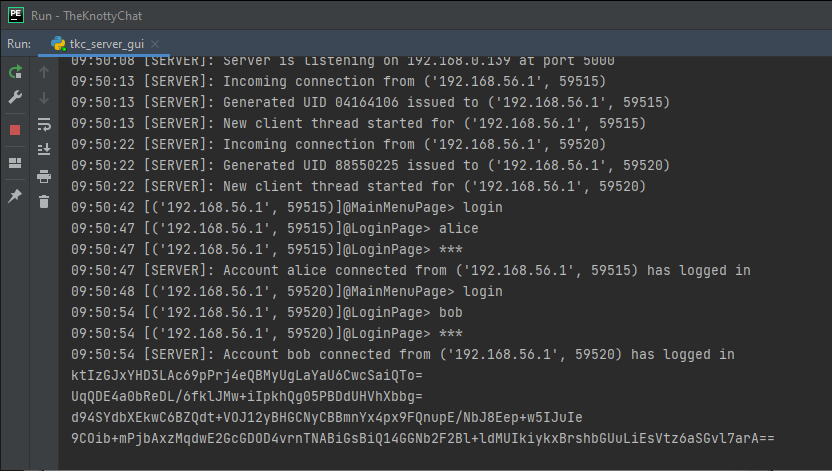 Run - TheKnottyChat
Run: tkc_server_gui
09:50:08 [SERVER]: Server is listening on 192.168.0.139 at port 5000
09:50:13 [SERVER]: Incoming connection from ('192.168.56.1', 59515)
09:50:13 [SERVER]: Generated UID 04164106 issued to ('192.168.56.1', 59515)
09:50:13 [SERVER]: New client thread started for ('192.168.56.1', 59515)
09:50:22 [SERVER]: Incoming connection from ('192.168.56.1', 59520)
09:50:22 [SERVER]: Generated UID 88550225 issued to ('192.168.56.1', 59520)
09:50:22 [SERVER]: New client thread started for ('192.168.56.1', 59520)
09:50:42 [('192.168.56.1', 59515)]@MainMenuPage> login
09:50:47 [('192.168.56.1', 59515)]@LoginPage> alice
09:50:47 [('192.168.56.1', 59515)]@LoginPage> ***
09:50:47 [SERVER]: Account alice connected from ('192.168.56.1', 59515) has logged in
09:50:48 [('192.168.56.1', 59520)]@MainMenuPage> login
09:50:54 [('192.168.56.1', 59520)]@LoginPage> bob
09:50:54 [('192.168.56.1', 59520)]@LoginPage> ***
09:50:54 [SERVER]: Account bob connected from ('192.168.56.1', 59520) has logged in
ktIzGJxYHD3LAc69pPrj4eQBMyUgLaYaU6CwcSaiQTo=
UqQDE4a0bReDL/6fklJMw+iIpkhQg05PBDdUHVhXbbg=
d94SYdbXEkwC6BZQdt+VOJ12yBHGCNyCBBmnYx4px9FQnupE/NbJ8Eep+w5IJuIe
9COib+mPjbAxzMqdwE2GcGDOD4vrnTNABiGsBiQ14GGNb2F2Bl+ldMUIkiykxBrshbGUuLiEsVtz6aSGvl7arA==